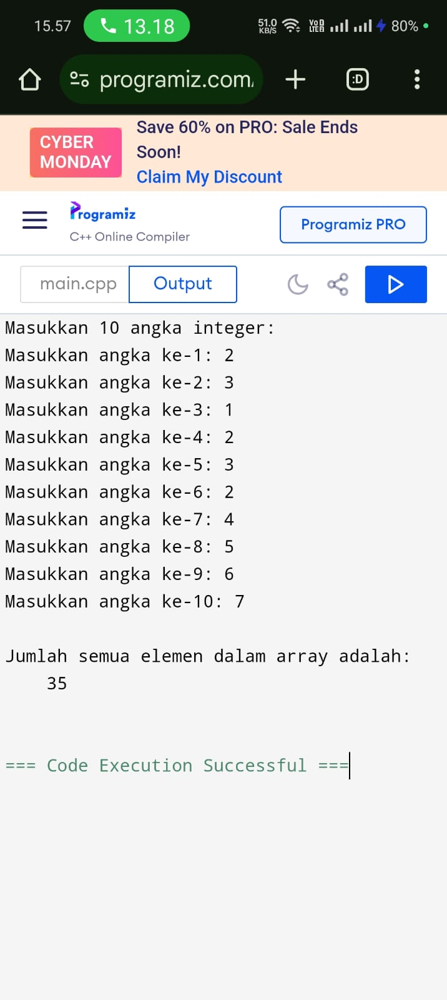 15.57 13.18 51.0 KB/S VoD LTE2 80%
programiz.com :D
CYBER MONDAY
Save 60% on PRO: Sale Ends Soon!
Claim My Discount
Programiz
C++ Online Compiler
Programiz PRO
main.cpp Output
Masukkan 10 angka integer:
Masukkan angka ke-1: 2
Masukkan angka ke-2: 3
Masukkan angka ke-3: 1
Masukkan angka ke-4: 2
Masukkan angka ke-5: 3
Masukkan angka ke-6: 2
Masukkan angka ke-7: 4
Masukkan angka ke-8: 5
Masukkan angka ke-9: 6
Masukkan angka ke-10: 7
Jumlah semua elemen dalam array adalah:
35
=== Code Execution Successful ===